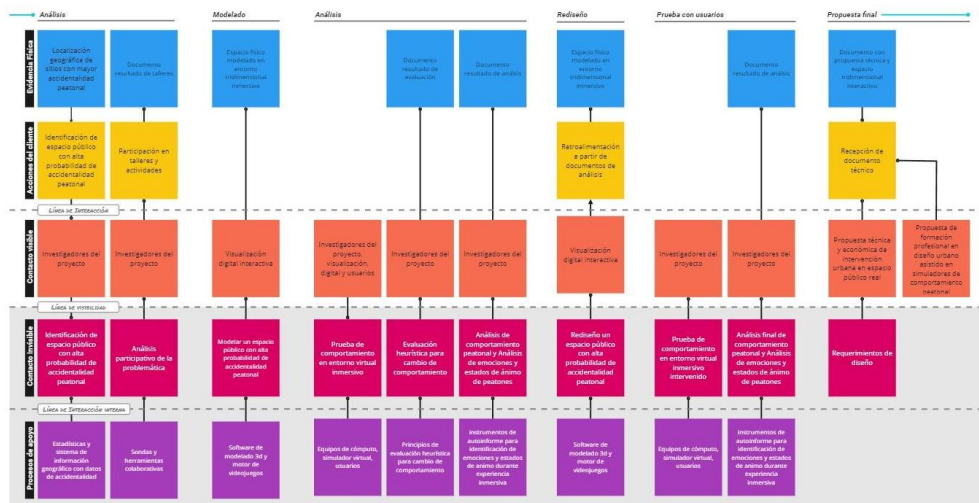 Análisis
Modelado
Análisis
Rediseño
Prueba con usuarios
Propuesta final
Evidencia Física
Localización
geográfica de
sitios con mayor
accidentalidad
peatonal
Documento
resultado de talleres
Espacio físico
modelado en
entorno
tridimensional
inmersivo
Documento
resultado de
evaluación
Documento
resultado de análisis
Espacio físico
modelado en
entorno
tridimensional
inmersivo
Documento
resultado de análisis
Documento con
propuesta técnica y
espacio
tridimensional
interactivo
Acciones del cliente
Identificación de
espacio público
con alta
probabilidad de
accidentalidad
peatonal
Participación en
talleres y
actividades
Retroalimentación
a partir de
documentos de
análisis
Recepción de
documento
técnico
Línea de Interacción
Contacto visible
Investigadores del
proyecto
Investigadores del
proyecto
Visualización
digital interactiva
Investigadores del
proyecto,
visualización,
digital y usuarios
Investigadores del
proyecto
Investigadores del
proyecto
Visualización
digital interactiva
Investigadores del
proyecto
Investigadores del
proyecto
Propuesta técnica
y económica de
intervención
urbana en espacio
público real
Propuesta de
formación
profesional en
diseño urbano
asistido en
simuladores de
comportamiento
peatonal
Línea de visibilidad
Contacto Invisible
Identificación de
espacio público
con alta
probabilidad de
accidentalidad
peatonal
Análisis
participativo de la
problemática
Modelar un espacio
público con alta
probabilidad de
accidentalidad
peatonal
Prueba de
comportamiento
en entorno virtual
inmersivo
Evaluación
heurística para
cambio de
comportamiento
Análisis de
comportamiento
peatonal y Análisis
de emociones y
estados de ánimo
de peatones
Rediseño un
espacio público
con alta
probabilidad de
accidentalidad
peatonal
Prueba de
comportamiento
en entorno virtual
inmersivo
intervenido
Análisis final de
comportamiento
peatonal y Análisis
de emociones y
estados de ánimo
de peatones
Requerimientos de
diseño
Línea de Interacción interna
Procesos de apoyo
Estadísticas y
sistema de
información
geográfico con datos
de accidentalidad
Sondas y
herramientas
colaborativas
Software de
modelado 3d y
motor de
videojuegos
Equipos de cómputo,
simulador virtual,
usuarios
Principios de
evaluación heurística
para cambio de
comportamiento
instrumentos de
autoinforme para
identificación de
emociones y estados
de animo durante
experiencia
inmersiva
Software de
modelado 3d y
motor de
videojuegos
Equipos de cómputo,
simulador virtual,
usuarios
Instrumentos de
autoinforme para
identificación de
emociones y estados
de animo durante
experiencia
inmersiva